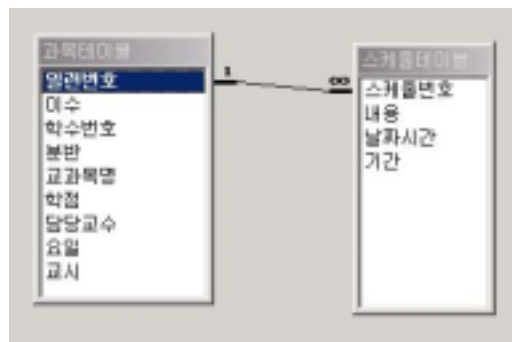 과목테이블
일련번호
이수
학수번호
분반
교과목명
학점
담당교수
요일
교시
1
∞
스케줄테이블
스케줄번호
내용
날짜시간
기간